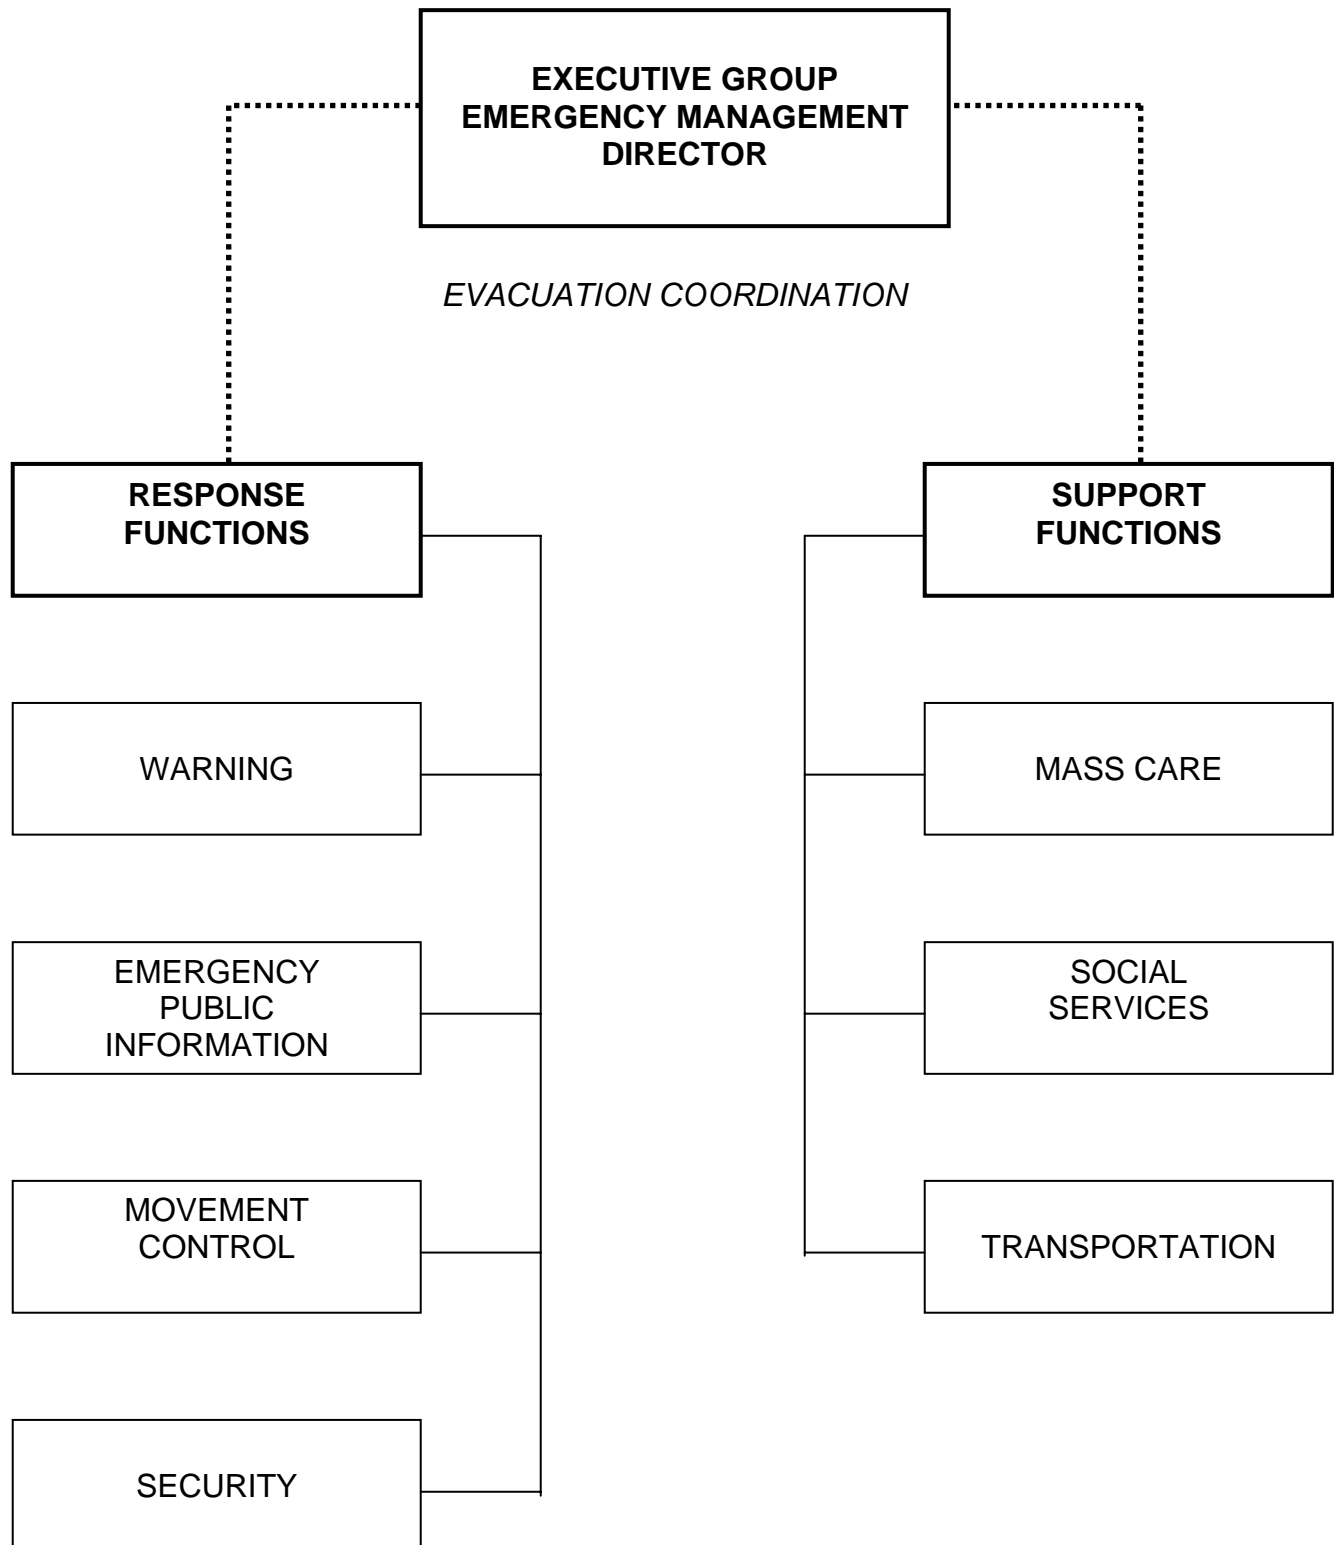 EXECUTIVE GROUP
EMERGENCY MANAGEMENT
DIRECTOR
EVACUATION COORDINATION
RESPONSE
FUNCTIONS
SUPPORT
FUNCTIONS
WARNING
MASS CARE
EMERGENCY
PUBLIC
INFORMATION
SOCIAL
SERVICES
MOVEMENT
CONTROL
TRANSPORTATION
SECURITY